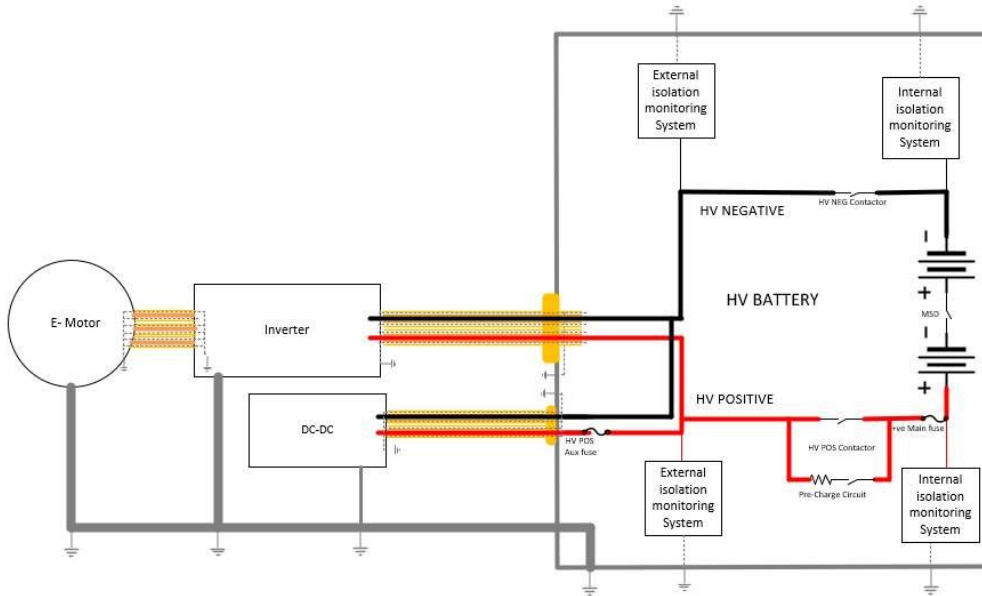 External
isolation
monitoring
System
Internal
isolation
monitoring
System
HV NEGATIVE
HV NEG Contactor
-
+
HV BATTERY
MSD
-
+
E- Motor
Inverter
HV POSITIVE
DC-DC
HV POS
Aux fuse
HV POS Contactor
+ve Main fuse
Pre-Charge Circuit
External
isolation
monitoring
System
Internal
isolation
monitoring
System